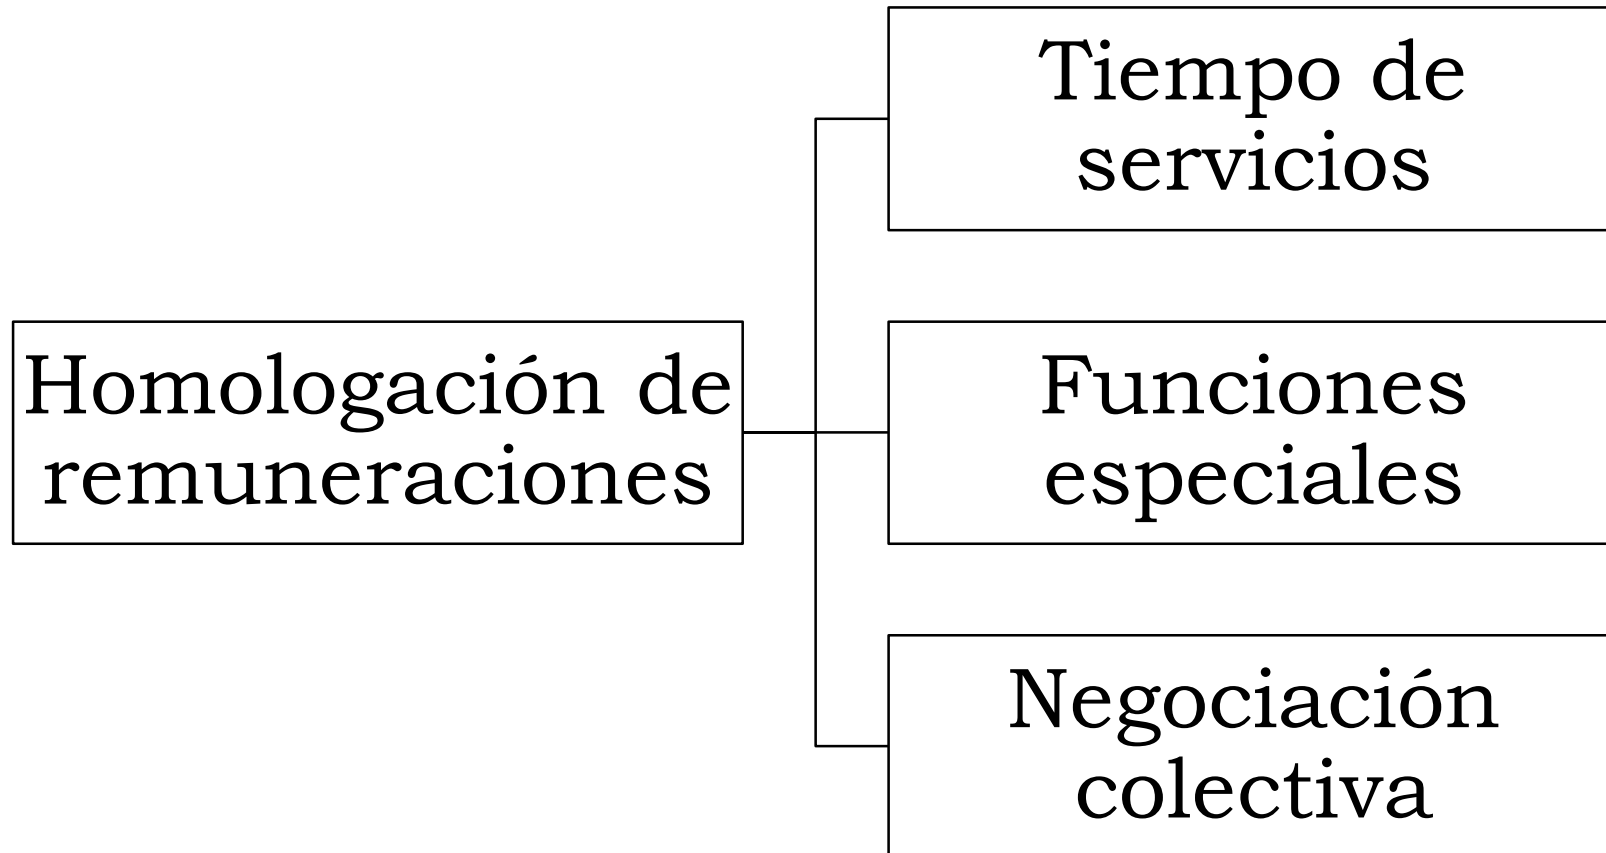 Tiempo de
servicios
Homologación de
remuneraciones
Funciones
especiales
Negociación
colectiva